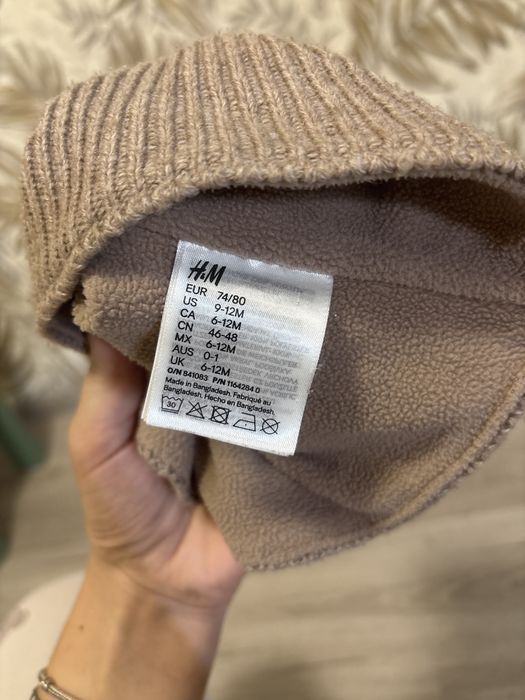 H&M
EUR 74/80
US 9-12M
CA 6-12M
CN 46-48
MX 6-12M
AUS 0-1
UK 6-12M
O/N 841083 P/N 1164284 0
Made in Bangladesh. Fabriqué au
Bangladesh. Hecho en Bangladesh.
30